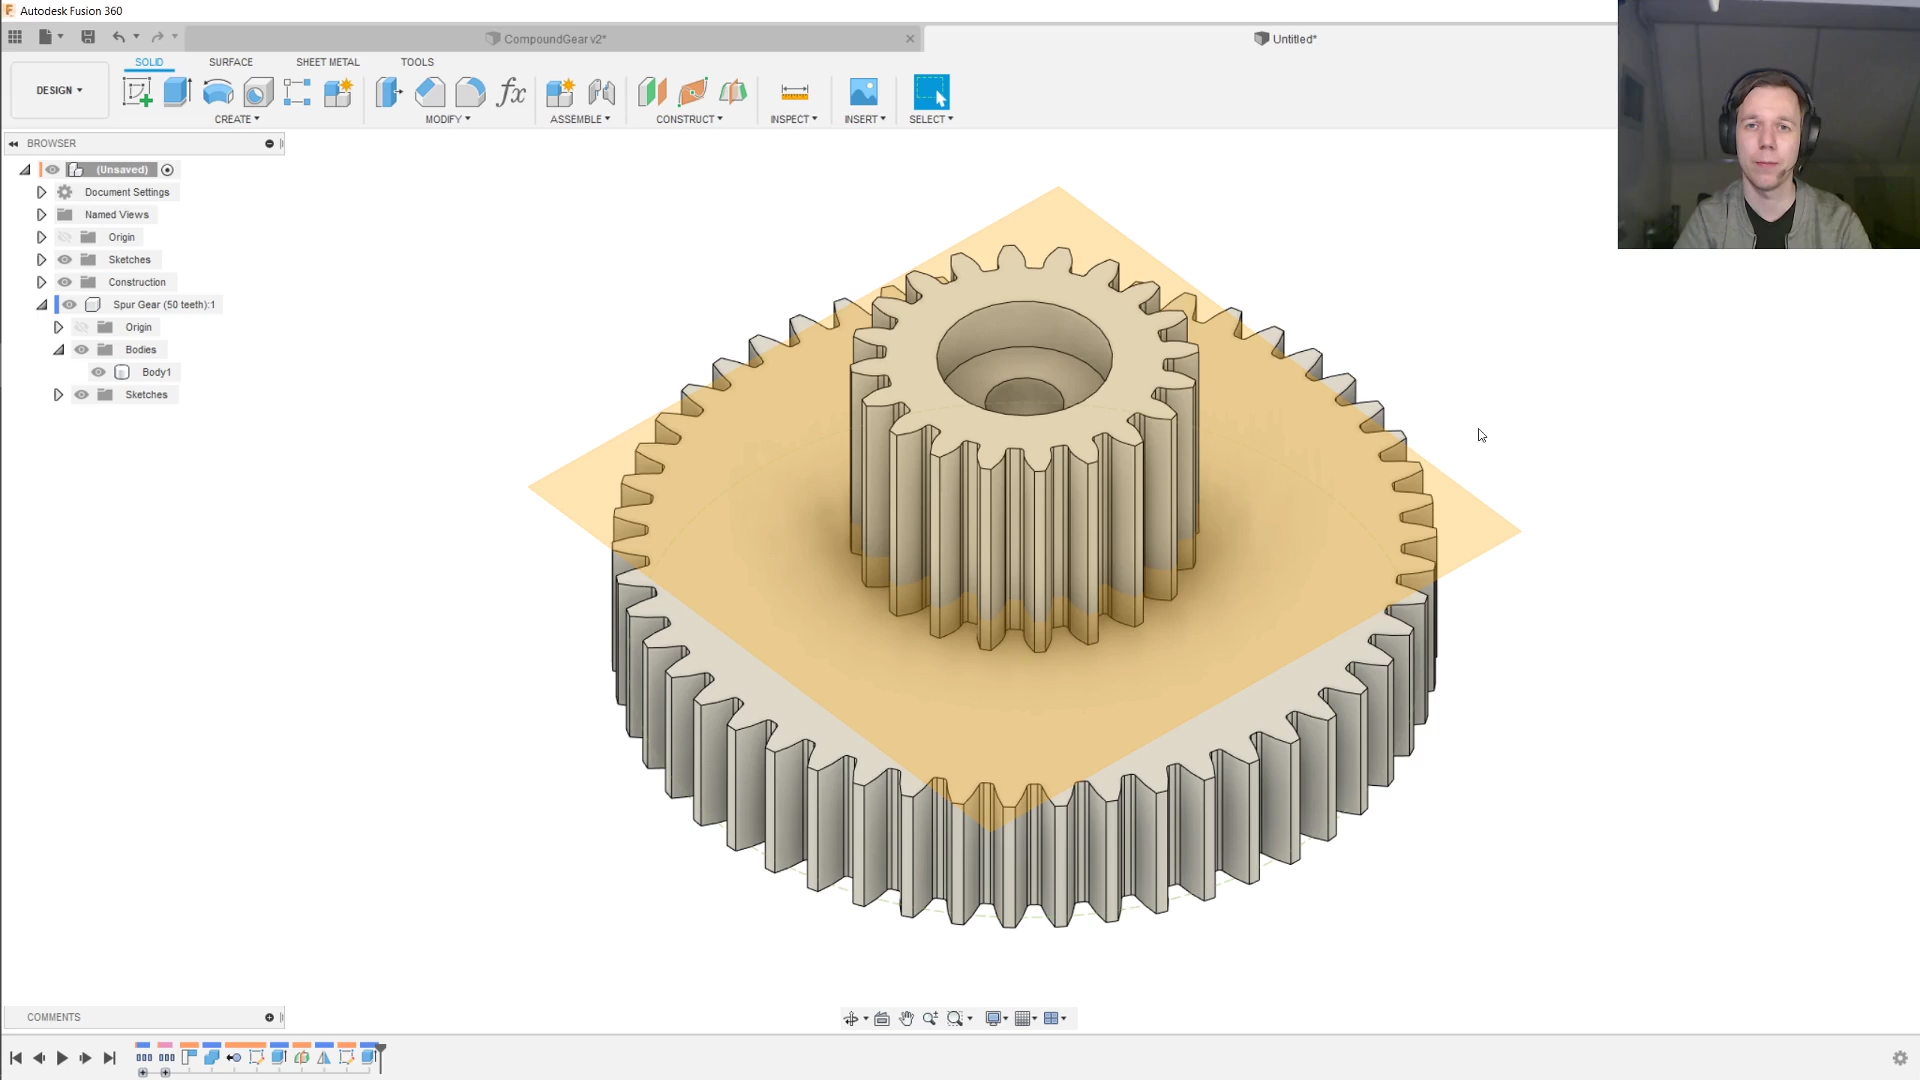 Autodesk Fusion 360
CompoundGear v2*
Untitled*
SOLID
SURFACE
SHEET METAL
TOOLS
DESIGN
CREATE
MODIFY
ASSEMBLE
CONSTRUCT
INSPECT
INSERT
SELECT
fx
BROWSER
(Unsaved)
Document Settings
Named Views
Origin
Sketches
Construction
Spur Gear (50 teeth):1
Origin
Bodies
Body1
Sketches
COMMENTS